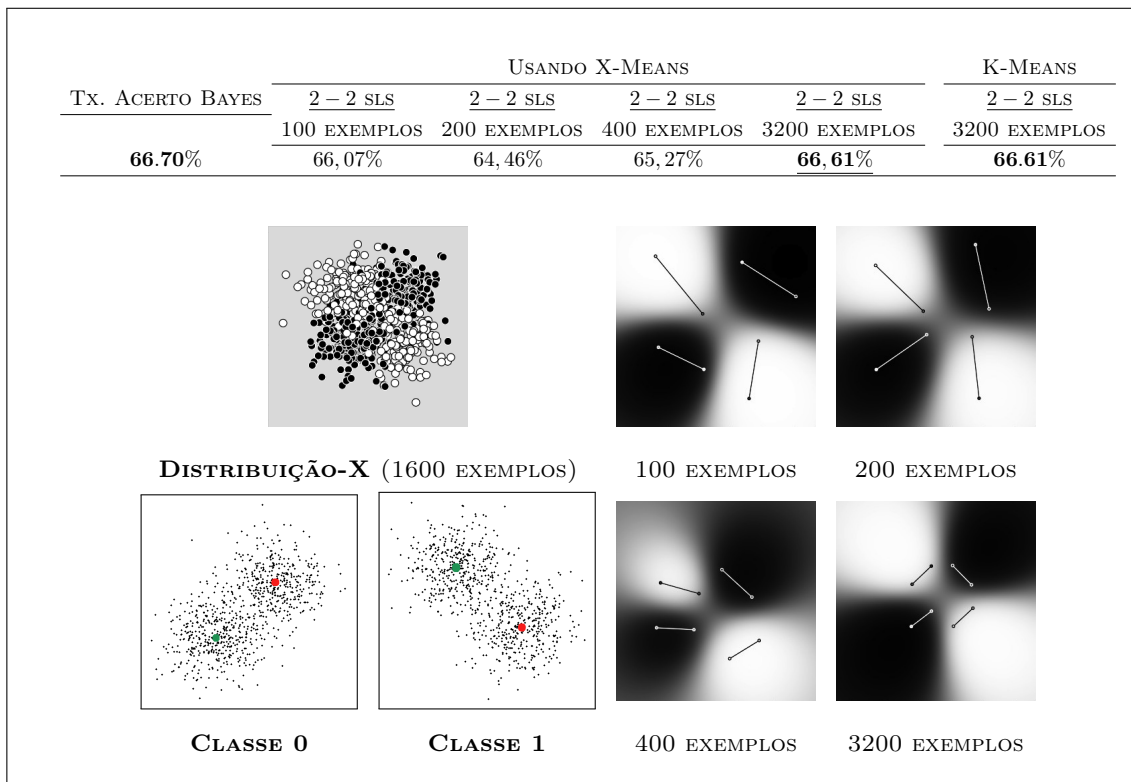 Usando X-Means K-Means
Tx. Acerto Bayes 2 − 2 sls 2 − 2 sls 2 − 2 sls 2 − 2 sls 2 − 2 sls
100 exemplos 200 exemplos 400 exemplos 3200 exemplos 3200 exemplos
66.70% 66, 07% 64, 46% 65, 27% 66, 61% 66.61%
Distribuição-X (1600 exemplos) 100 exemplos 200 exemplos
Classe 0 Classe 1 400 exemplos 3200 exemplos